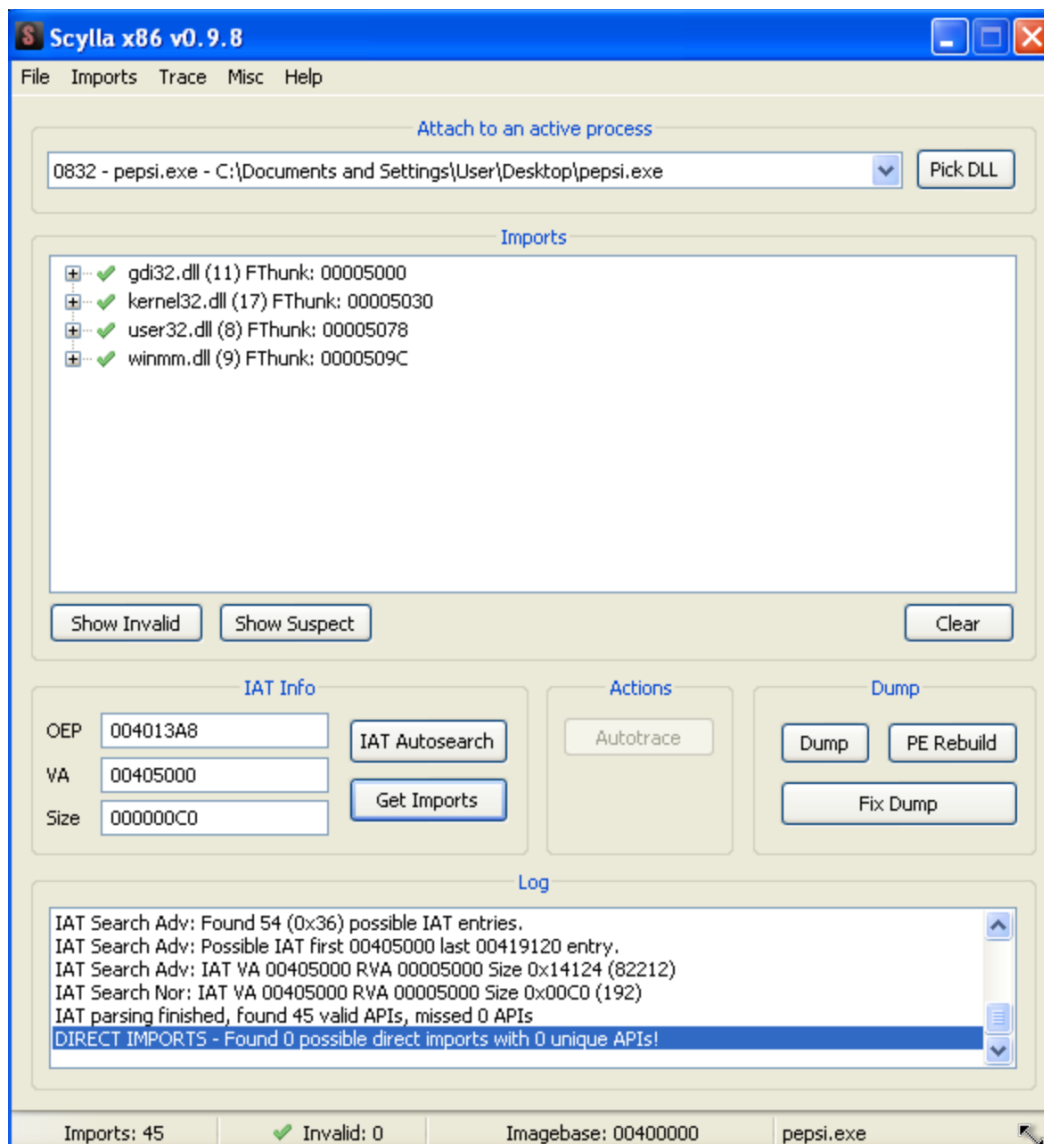 Scylla x86 v0.9.8
File Imports Trace Misc Help
Attach to an active process
0832 - pepsi.exe - C:\Documents and Settings\User\Desktop\pepsi.exe Pick DLL
Imports
gdi32.dll (11) FThunk: 00005000
kernel32.dll (17) FThunk: 00005030
user32.dll (8) FThunk: 00005078
winmm.dll (9) FThunk: 0000509C
Show Invalid Show Suspect Clear
IAT Info Actions Dump
OEP 004013A8 IAT Autosearch Autotrace Dump PE Rebuild
VA 00405000
Get Imports Fix Dump
Size 000000C0
Log
IAT Search Adv: Found 54 (0x36) possible IAT entries.
IAT Search Adv: Possible IAT first 00405000 last 00419120 entry.
IAT Search Adv: IAT VA 00405000 RVA 00005000 Size 0x14124 (82212)
IAT Search Nor: IAT VA 00405000 RVA 00005000 Size 0x00C0 (192)
IAT parsing finished, found 45 valid APIs, missed 0 APIs
DIRECT IMPORTS - Found 0 possible direct imports with 0 unique APIs!
Imports: 45 Invalid: 0 Imagebase: 00400000 pepsi.exe